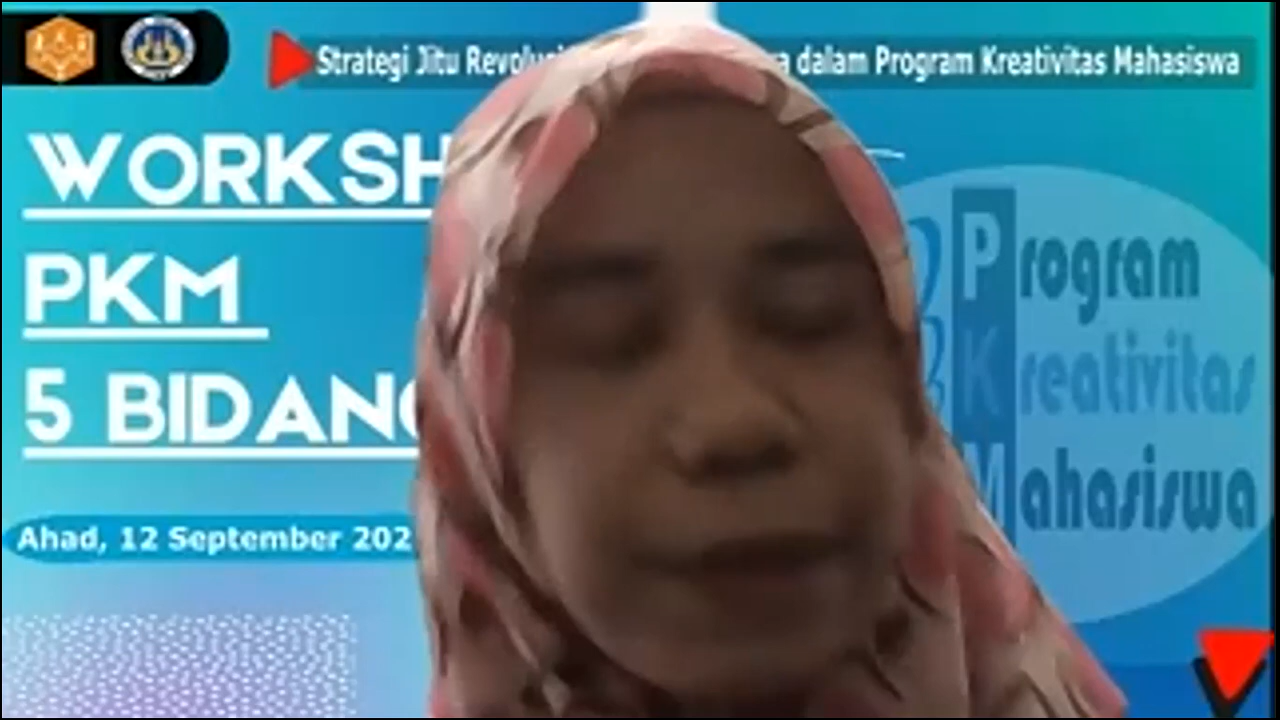 Strategi Jitu Revolusi dalam Program Kreativitas Mahasiswa
WORKSH
PKM
5 BIDANG
Ahad, 12 September 202
Program
Kreativitas
Mahasiswa